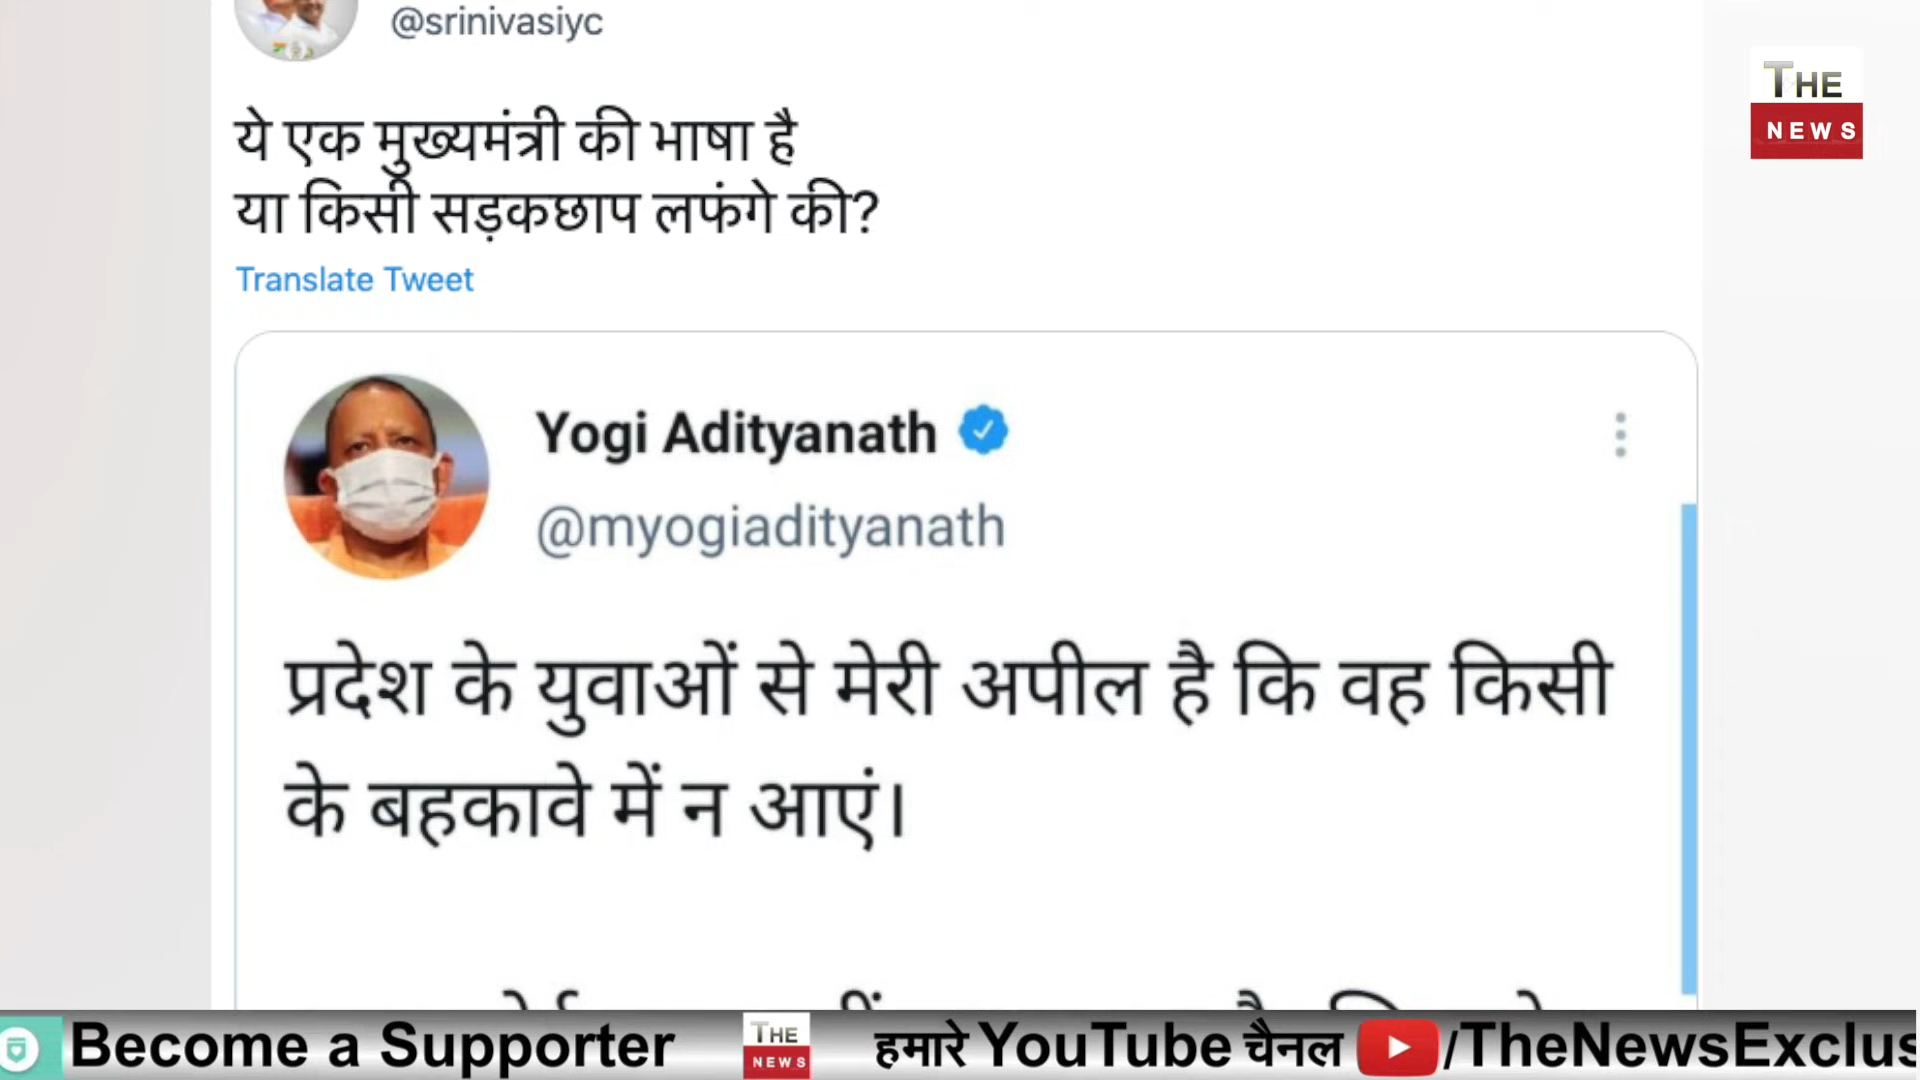 @srinivasiyc
THE
NEWS
ये एक मुख्यमंत्री की भाषा है
या किसी सड़कछाप लफंगे की?
Translate Tweet
Yogi Adityanath
@myogiadityanath
प्रदेश के युवाओं से मेरी अपील है कि वह किसी
के बहकावे में न आएं।
Become a Supporter THE NEWS हमारे YouTube चैनल /TheNewsExclus